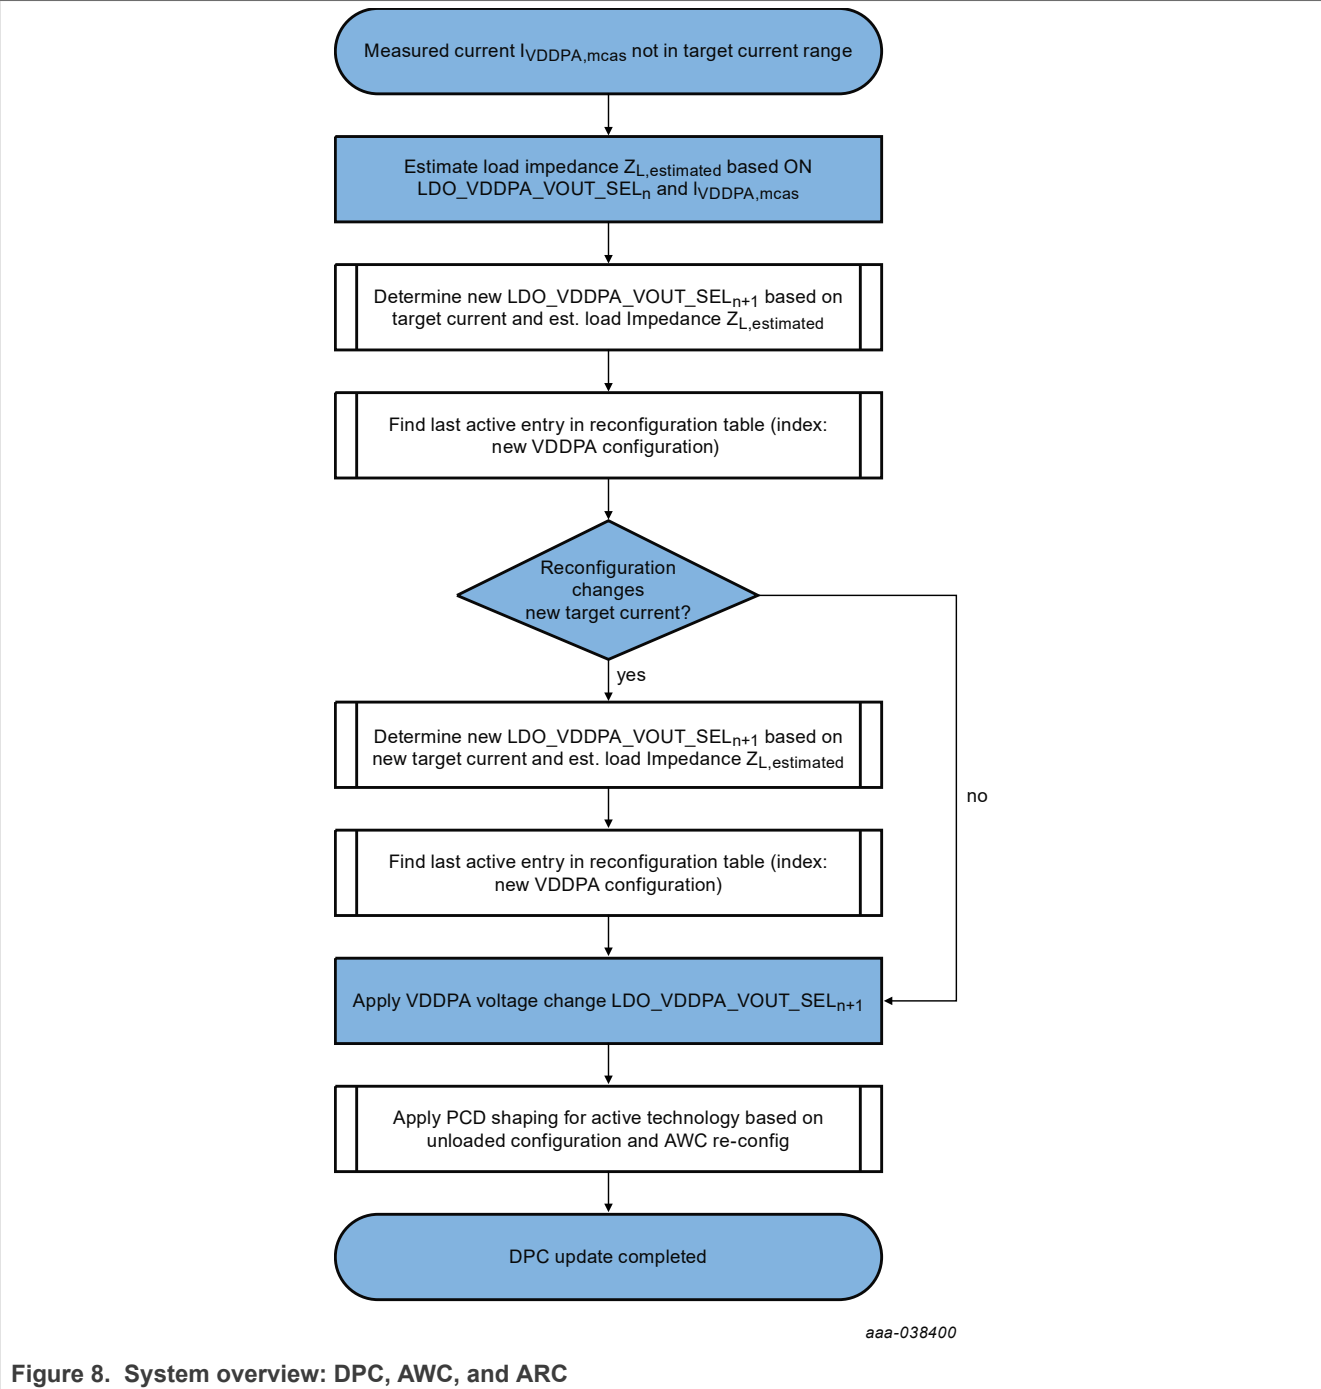 Measured current IVDDPA,mcas not in target current range
Estimate load impedance ZL,estimated based ON
LDO_VDDPA_VOUT_SELn and IVDDPA,mcas
Determine new LDO_VDDPA_VOUT_SELn+1 based on
target current and est. load Impedance ZL,estimated
Find last active entry in reconfiguration table (index:
new VDDPA configuration)
Reconfiguration
changes
new target current?
yes
Determine new LDO_VDDPA_VOUT_SELn+1 based on
new target current and est. load Impedance ZL,estimated
no
Find last active entry in reconfiguration table (index:
new VDDPA configuration)
Apply VDDPA voltage change LDO_VDDPA_VOUT_SELn+1
Apply PCD shaping for active technology based on
unloaded configuration and AWC re-config
DPC update completed
aaa-038400
Figure 8. System overview: DPC, AWC, and ARC